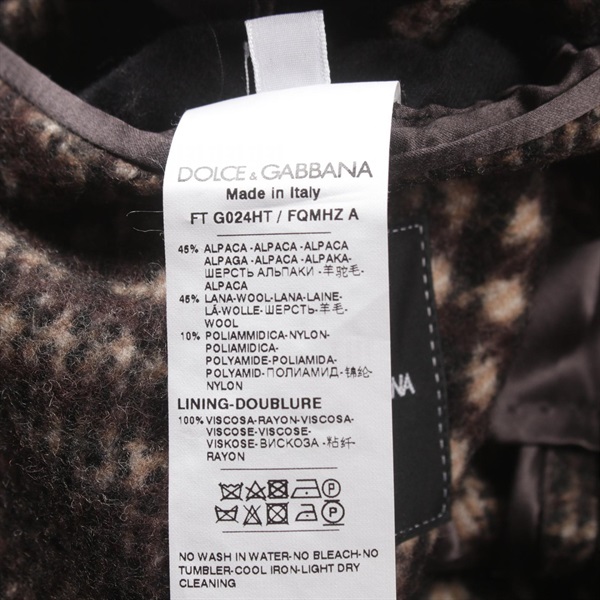 DOLCE & GABBANA
Made in Italy
FT G024HT / FQMHZ A
45% ALPACA-ALPACA-ALPACA
ALPAGA-ALPACA-ALPAKA-
ШЕРСТЬ АЛЬПАКИ-羊驼毛-
ALPACA
45% LANA-WOOL-LANA-LAINE-
LÃ-WOLLE-ШЕРСТЬ-羊毛-
WOOL
10% POLIAMMIDICA-NYLON-
POLIAMIDICA-
POLYAMIDE-POLIAMIDA-
POLYAMID-ПОЛИАМИД-锦纶-
NYLON
LINING-DOUBLURE
100% VISCOSA-RAYON-VISCOSA-
VISCOSE-VISCOSE-
VISKOSE-ВИСКОЗА-粘纤-
RAYON
P
P
NO WASH IN WATER-NO BLEACH-NO
TUMBLER-COOL IRON-LIGHT DRY
CLEANING